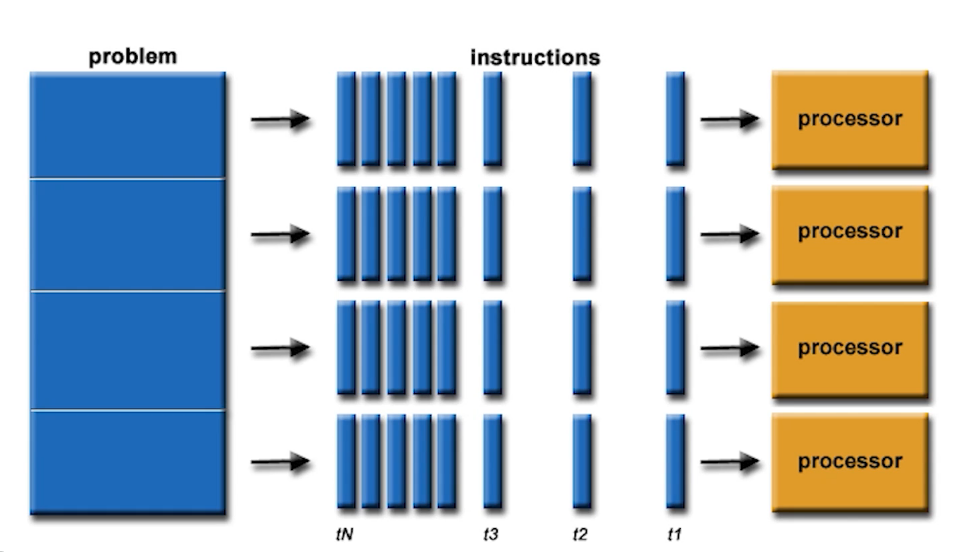 problem
instructions
processor
processor
processor
processor
tN t3 t2 t1